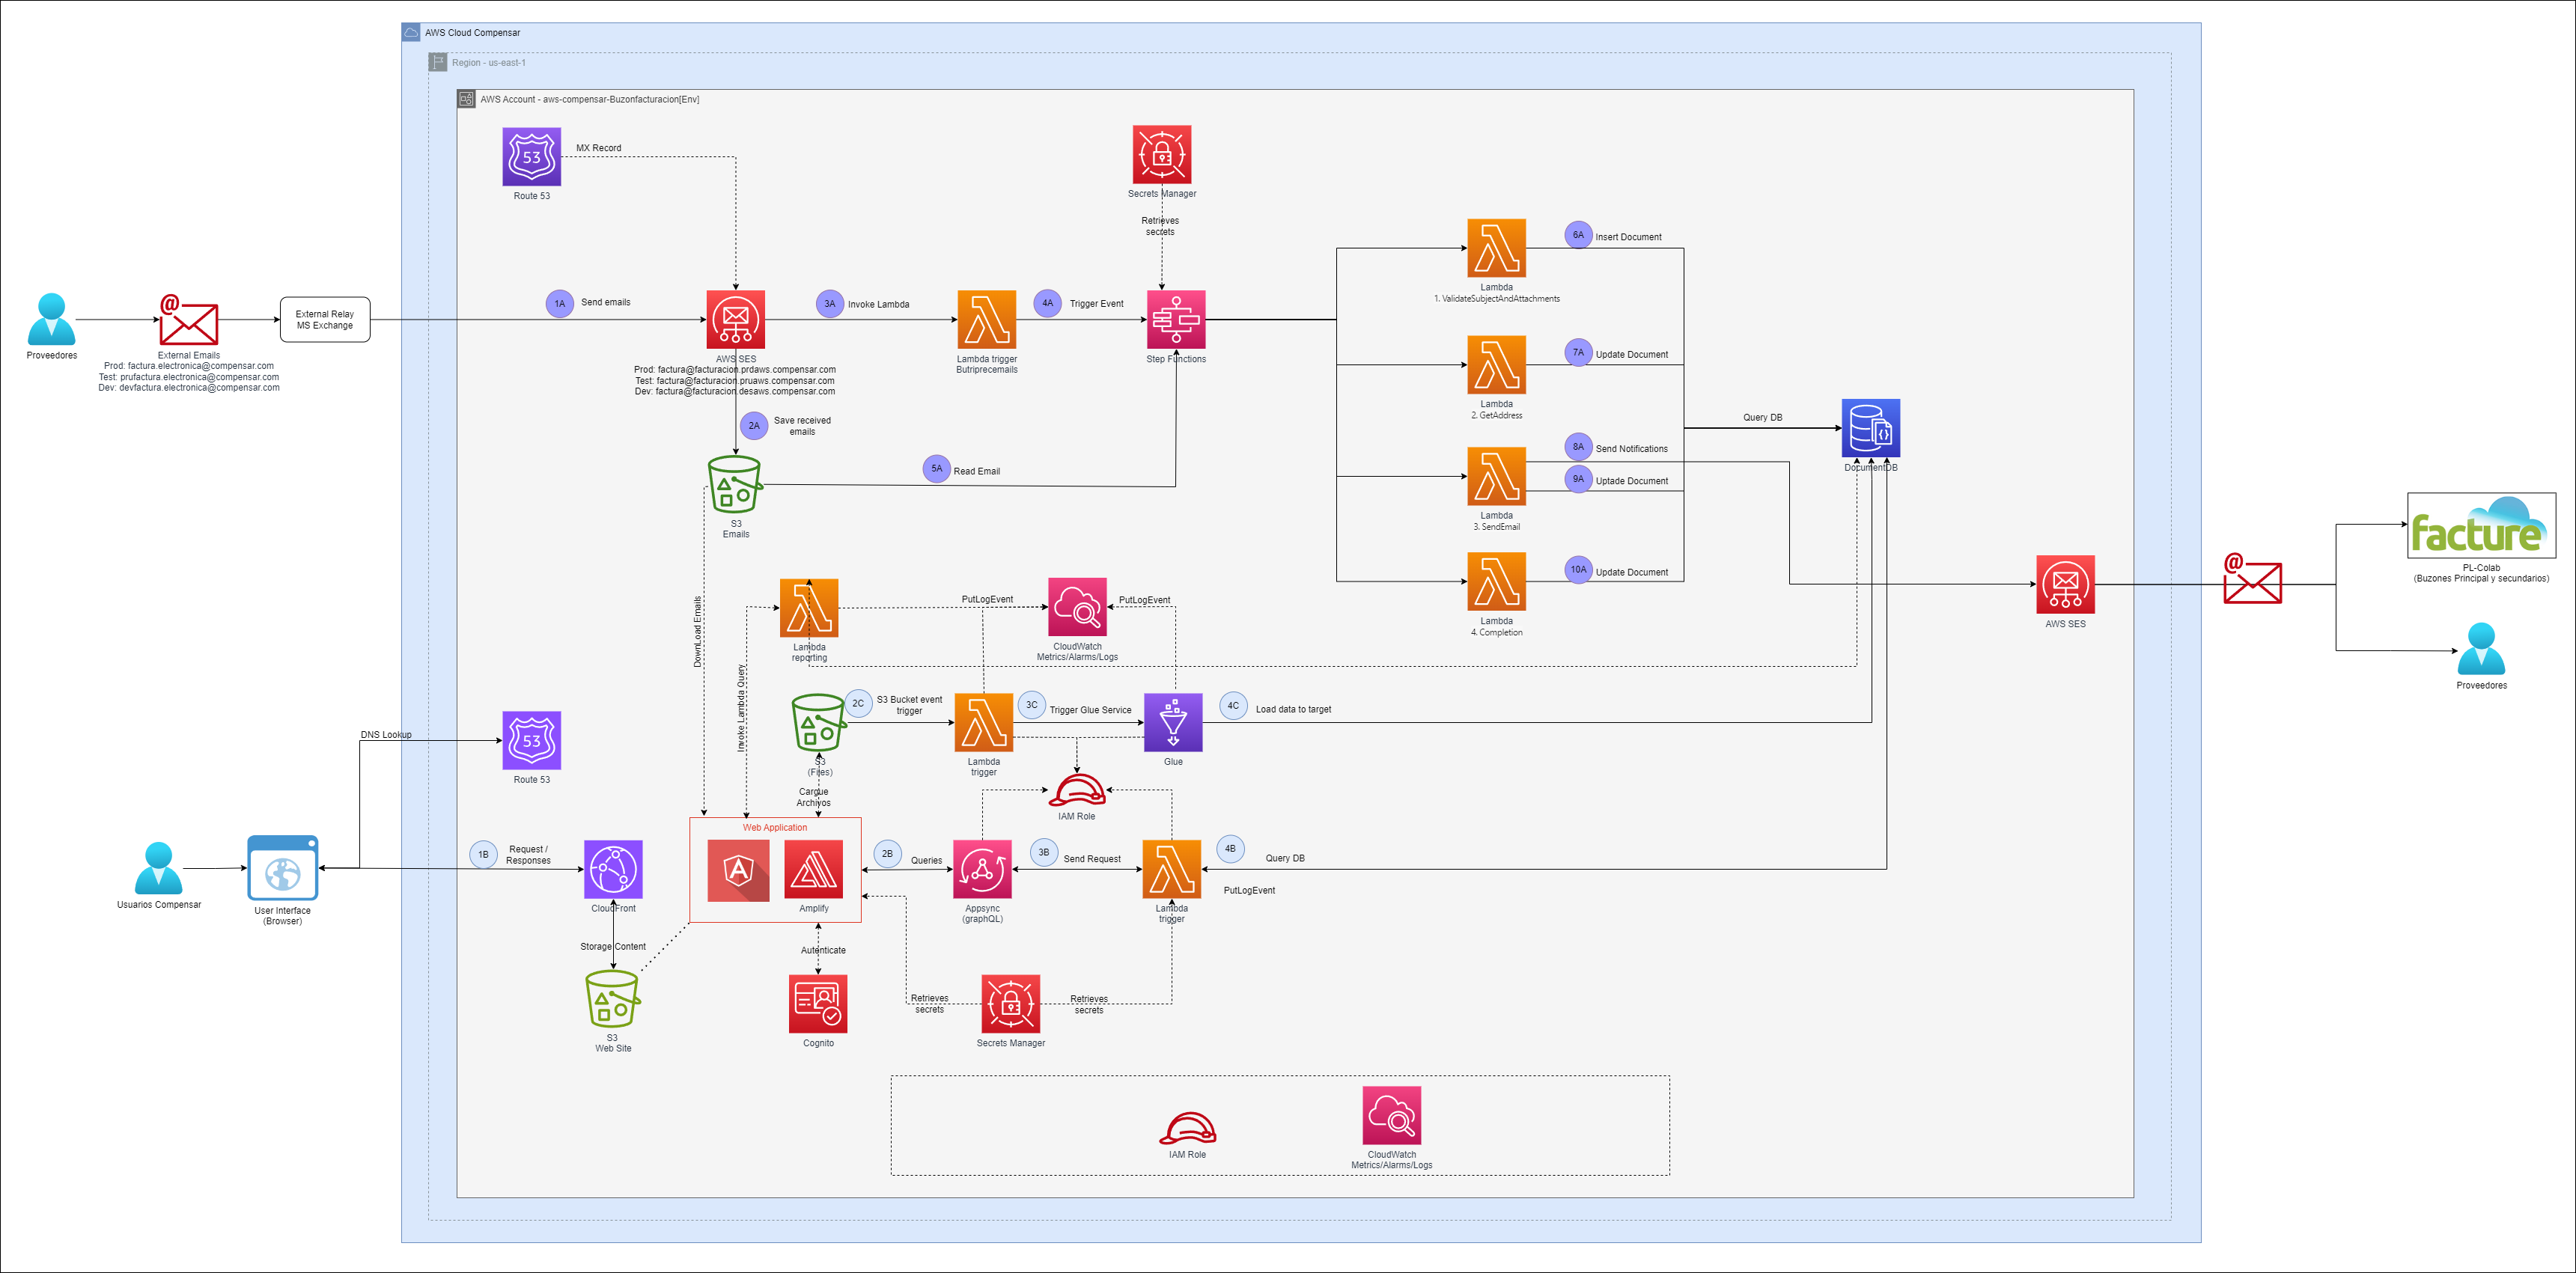 AWS Cloud Compensar
Region - us-east-1
AWS Account - aws-compensar-Buzonfacturacion[Env]
53
Route 53
MX Record
Secrets Manager
Retrieves
secrets
Proveedores
@
External Emails
Prod: factura.electronica@compensar.com
Test: prufactura.electronica@compensar.com
Dev: devfactura.electronica@compensar.com
External Relay
MS Exchange
1A
Send emails
AWS SES
Prod: factura@facturacion.prdaws.compensar.com
Test: factura@facturacion.pruaws.compensar.com
Dev: factura@facturacion.desaws.compensar.com
3A
Invoke Lambda
Lambda trigger
Butriprecemails
4A
Trigger Event
Step Functions
2A
Save received
emails
S3
Emails
5A
Read Email
Lambda
1. ValidateSubjectAndAttachments
6A
Insert Document
Lambda
2. GetAddress
7A
Update Document
Lambda
3. SendEmail
8A
Send Notifications
9A
Uptade Document
Lambda
4. Completion
10A
Update Document
Query DB
{}
DocumentDB
AWS SES
@
facture
PL-Colab
(Buzones Principal y secundarios)
Proveedores
DownLoad Emails
Invoke Lambda Query
Lambda
reporting
PutLogEvent
CloudWatch
Metrics/Alarms/Logs
PutLogEvent
S3
(Files)
2C
S3 Bucket event
trigger
Lambda
trigger
3C
Trigger Glue Service
Glue
4C
Load data to target
Cargue
Archivos
IAM Role
DNS Lookup
53
Route 53
Usuarios Compensar
User Interface
(Browser)
1B
Request /
Responses
CloudFront
Storage Content
S3
Web Site
Web Application
A
Amplify
2B
Queries
Appsync
(graphQL)
3B
Send Request
Lambda
trigger
4B
Query DB
PutLogEvent
Autenticate
Cognito
Retrieves
secrets
Secrets Manager
Retrieves
secrets
IAM Role
CloudWatch
Metrics/Alarms/Logs